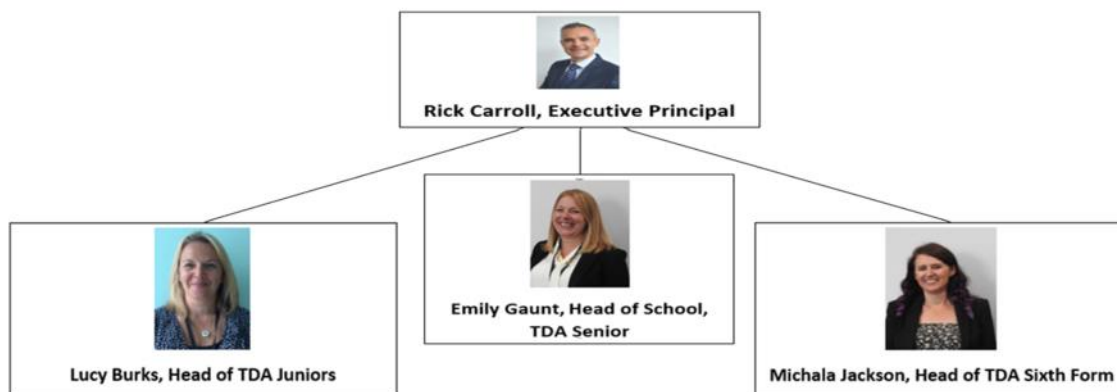 Rick Carroll, Executive Principal
Emily Gaunt, Head of School,
TDA Senior
Lucy Burks, Head of TDA Juniors
Michala Jackson, Head of TDA Sixth Form